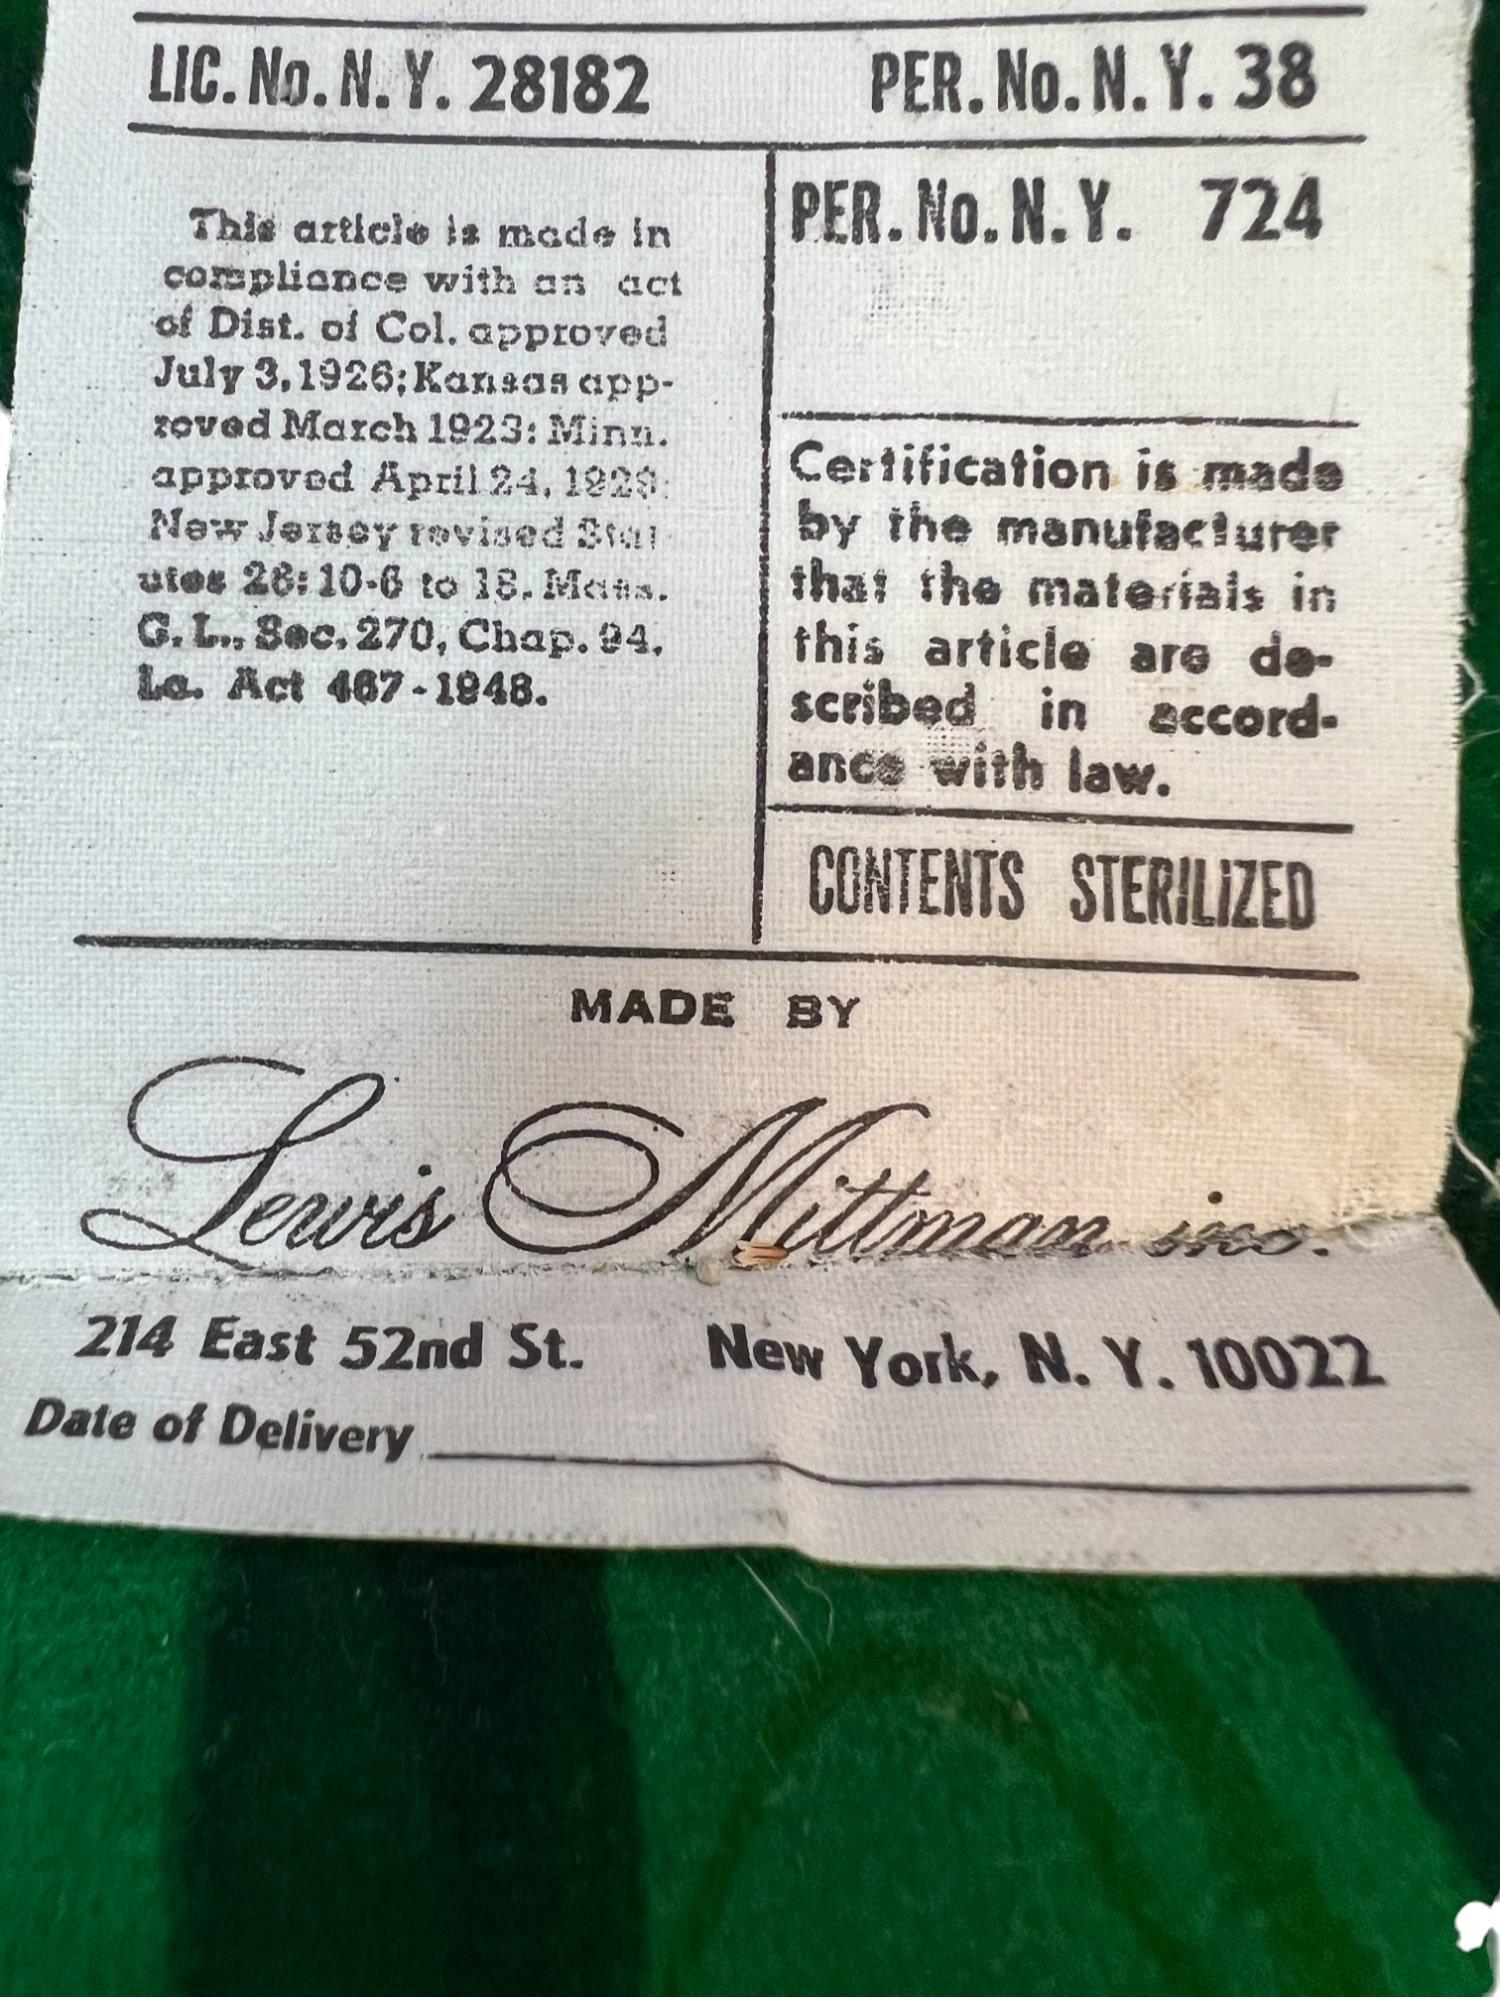 LIC. No. N. Y. 28182 PER. No. N. Y. 38
This article is made in
compliance with an act
of Dist. of Col. approved
July 3, 1926; Kansas app-
roved March 1923: Minn.
approved April 24, 1929;
New Jersey revised Stat
utes 26:10-6 to 18. Mass.
G. L., Sec. 270, Chap. 94.
La. Act 467-1948.
PER. No. N. Y. 724
Certification is made
by the manufacturer
that the materials in
this article are de-
scribed in accord-
ance with law.
CONTENTS STERILIZED
MADE BY
Lewis Mittman inc.
214 East 52nd St. New York, N. Y. 10022
Date of Delivery